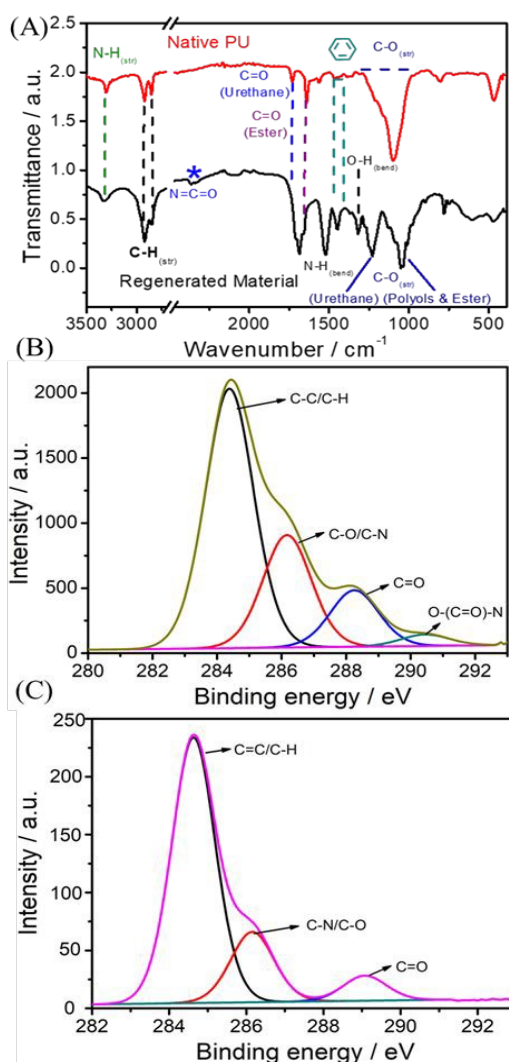 (A)
N-H(str)
Native PU
C-O(str)
C=O
(Urethane)
C=O
(Ester)
O-H(bend)
*
N=C=O
C-H(str)
N-H(bend)
C-O(str)
Regenerated Material
(Urethane) (Polyols & Ester)
Transmittance / a.u.
2.5
2.0
1.5
1.0
0.5
0.0
3500 3000 2000 1500 1000 500
Wavenumber / cm-1
(B)
C-C/C-H
C-O/C-N
C=O
O-(C=O)-N
Intensity / a.u.
2000
1500
1000
500
0
280 282 284 286 288 290 292
Binding energy / eV
(C)
C=C/C-H
C-N/C-O
C=O
Intensity / a.u.
250
200
150
100
50
0
282 284 286 288 290 292
Binding energy / eV